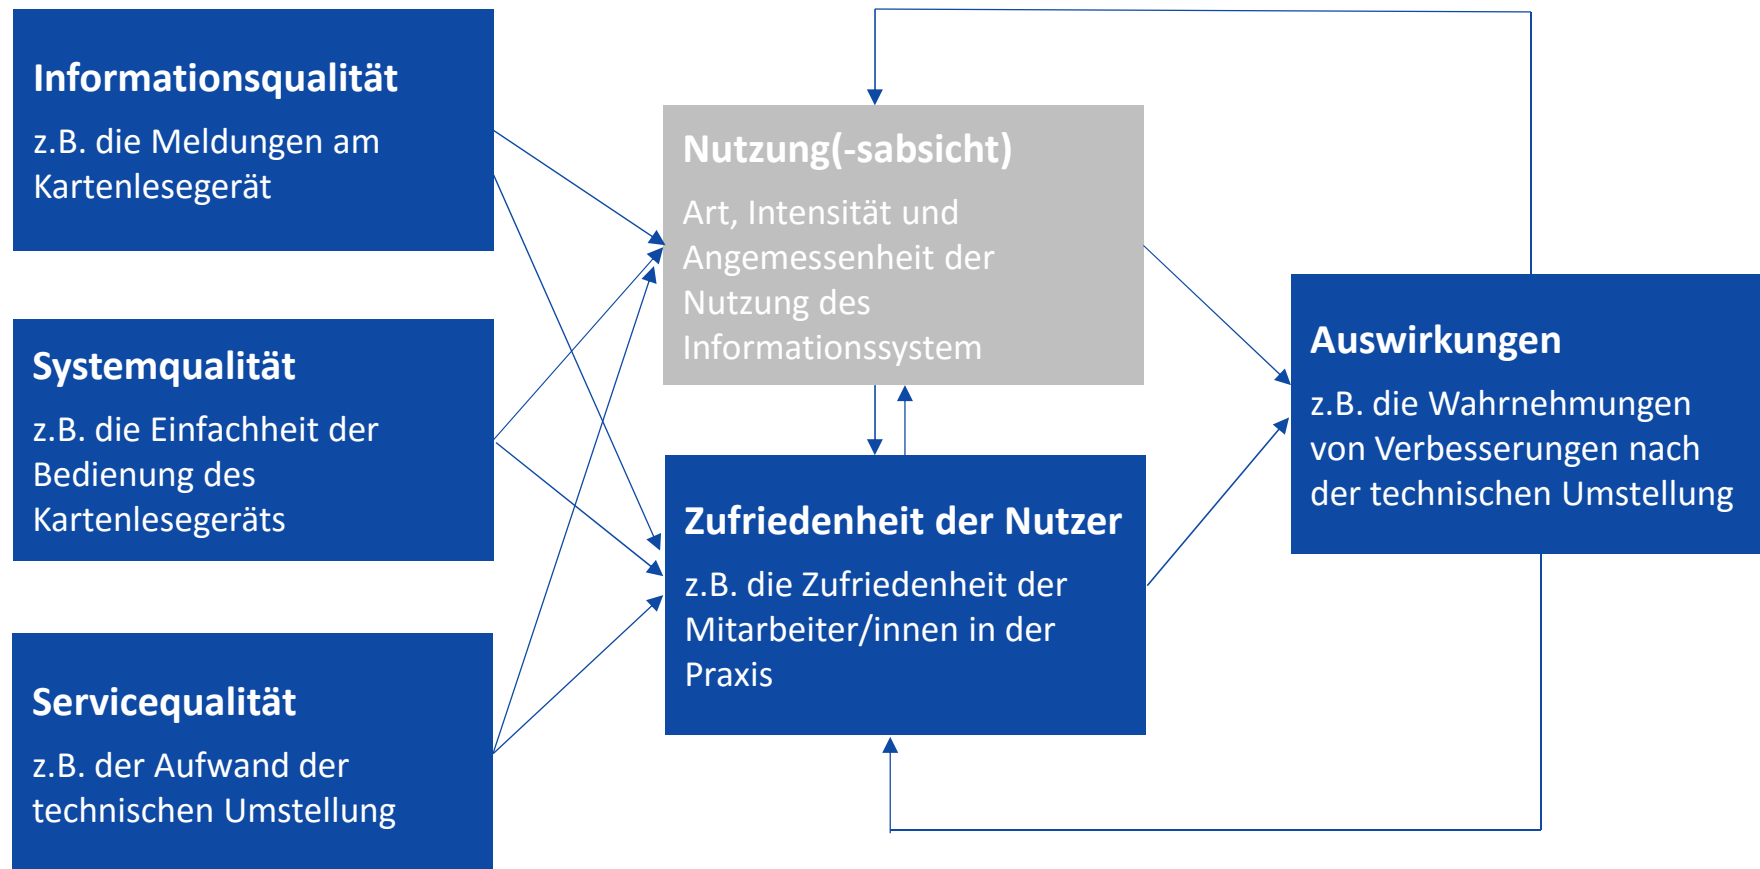 Informationsqualität
z.B. die Meldungen am
Kartenlesegerät
Systemqualität
z.B. die Einfachheit der
Bedienung des
Kartenlesegeräts
Servicequalität
z.B. der Aufwand der
technischen Umstellung
Nutzung(-sabsicht)
Art, Intensität und
Angemessenheit der
Nutzung des
Informationssystem
Zufriedenheit der Nutzer
z.B. die Zufriedenheit der
Mitarbeiter/innen in der
Praxis
Auswirkungen
z.B. die Wahrnehmungen
von Verbesserungen nach
der technischen Umstellung